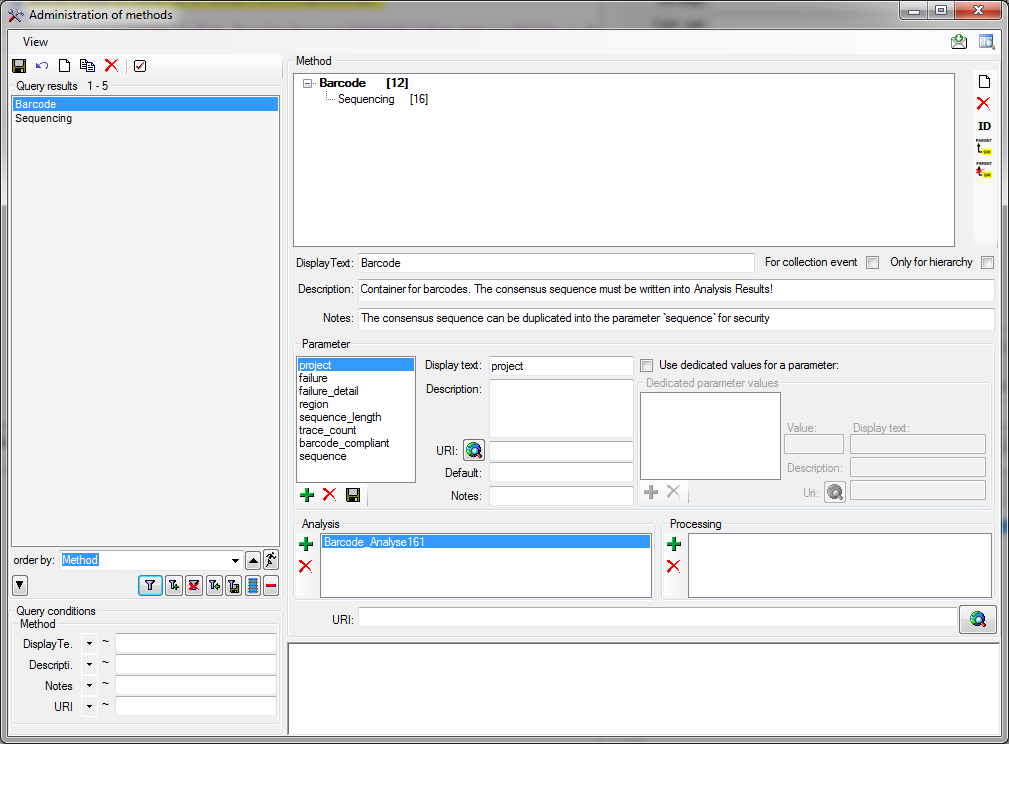 Administration of methods
View
Query results 1 - 5
Barcode
Sequencing
order by: Method
Query conditions
Method
DisplayTe. ~
Descripti. ~
Notes ~
URI ~
Method
Barcode [12]
Sequencing [16]
ID
PARENT
PARENT
DisplayText: Barcode
For collection event
Only for hierarchy
Description: Container for barcodes. The consensus sequence must be written into Analysis Results!
Notes: The consensus sequence can be duplicated into the parameter `sequence` for security
Parameter
project
failure
failure_detail
region
sequence_length
trace_count
barcode_compliant
sequence
Display text: project
Description:
URI:
Default:
Notes:
Use dedicated values for a parameter:
Dedicated parameter values
Value:
Display text:
Description:
Uri:
Analysis
Barcode_Analyse161
Processing
URI: